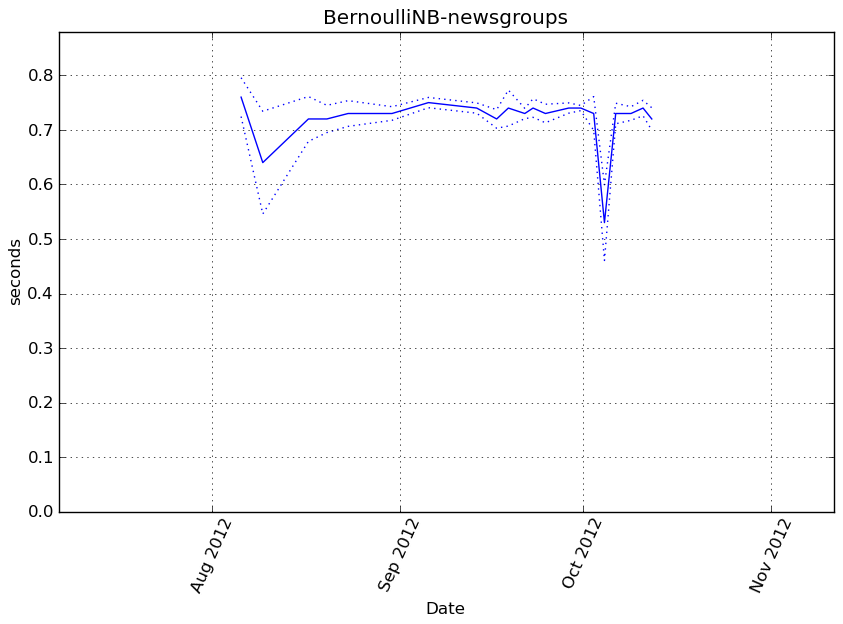 BernoulliNB-newsgroups
0.8
0.7
0.6
0.5
0.4
0.3
0.2
0.1
0.0
seconds
Aug 2012
Sep 2012
Oct 2012
Nov 2012
Date